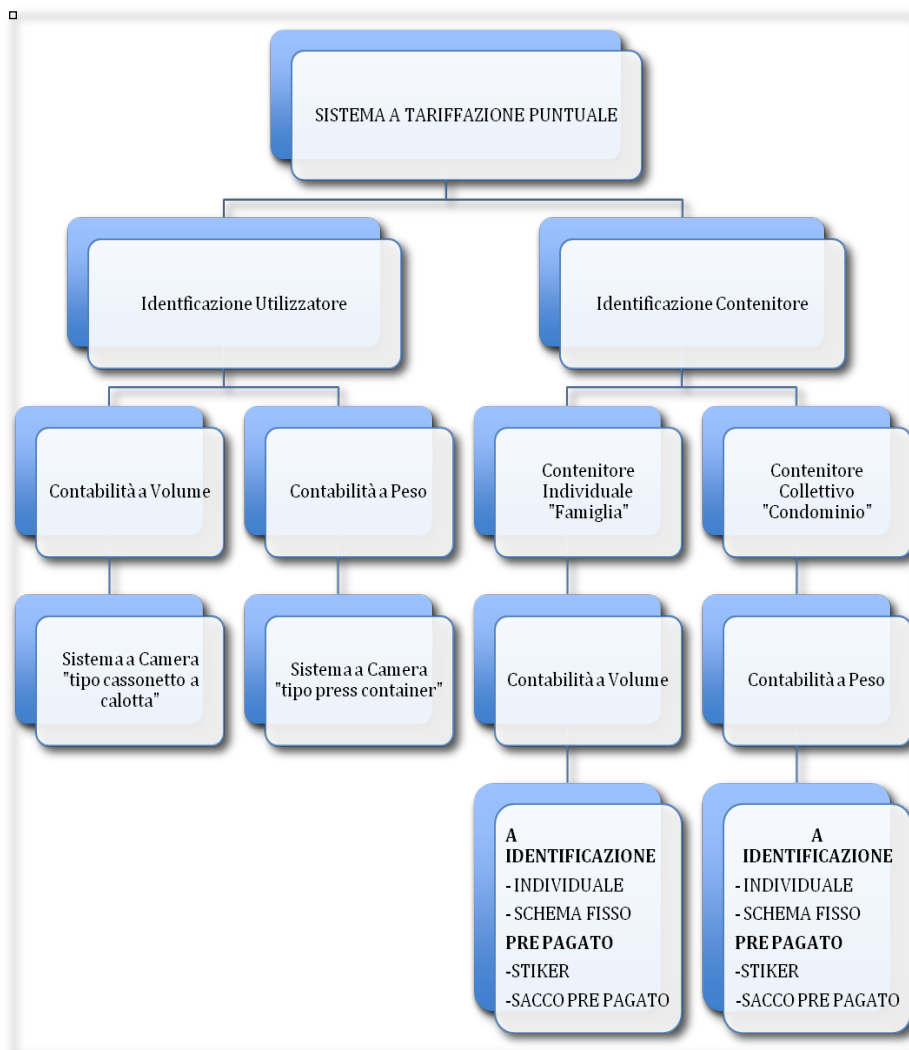 SISTEMA A TARIFFAZIONE PUNTUALE
Identficazione Utilizzatore
Identificazione Contenitore
Contabilità a Volume
Contabilità a Peso
Contenitore
Individuale
"Famiglia"
Contenitore
Collettivo
"Condominio"
Sistema a Camera
"tipo cassonetto a
calotta"
Sistema a Camera
"tipo press container"
Contabilità a Volume
Contabilità a Peso
A
IDENTIFICAZIONE
- INDIVIDUALE
- SCHEMA FISSO
PRE PAGATO
-STIKER
-SACCO PRE PAGATO
A
IDENTIFICAZIONE
- INDIVIDUALE
- SCHEMA FISSO
PRE PAGATO
-STIKER
-SACCO PRE PAGATO